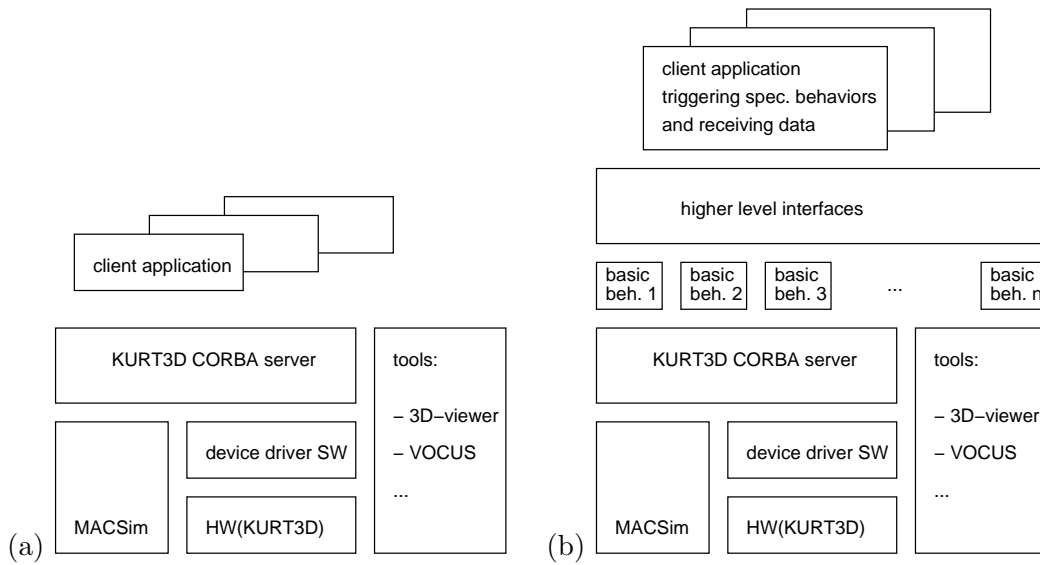 client application
KURT3D CORBA server
tools:
− 3D−viewer
− VOCUS
...
device driver SW
MACSim
HW(KURT3D)
(a)
client application
triggering spec. behaviors
and receiving data
higher level interfaces
basic
beh. 1
basic
beh. 2
basic
beh. 3
...
basic
beh. n
KURT3D CORBA server
tools:
− 3D−viewer
− VOCUS
...
device driver SW
MACSim
HW(KURT3D)
(b)